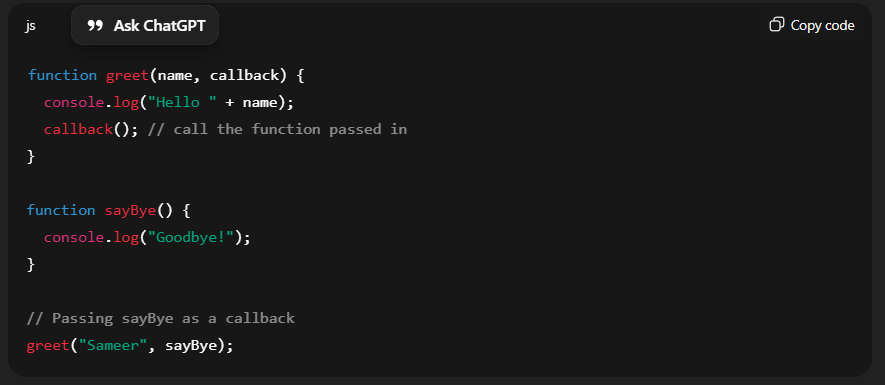 js
❞ Ask ChatGPT
Copy code
function greet(name, callback) {
  console.log("Hello " + name);
  callback(); // call the function passed in
}

function sayBye() {
  console.log("Goodbye!");
}

// Passing sayBye as a callback
greet("Sameer", sayBye);